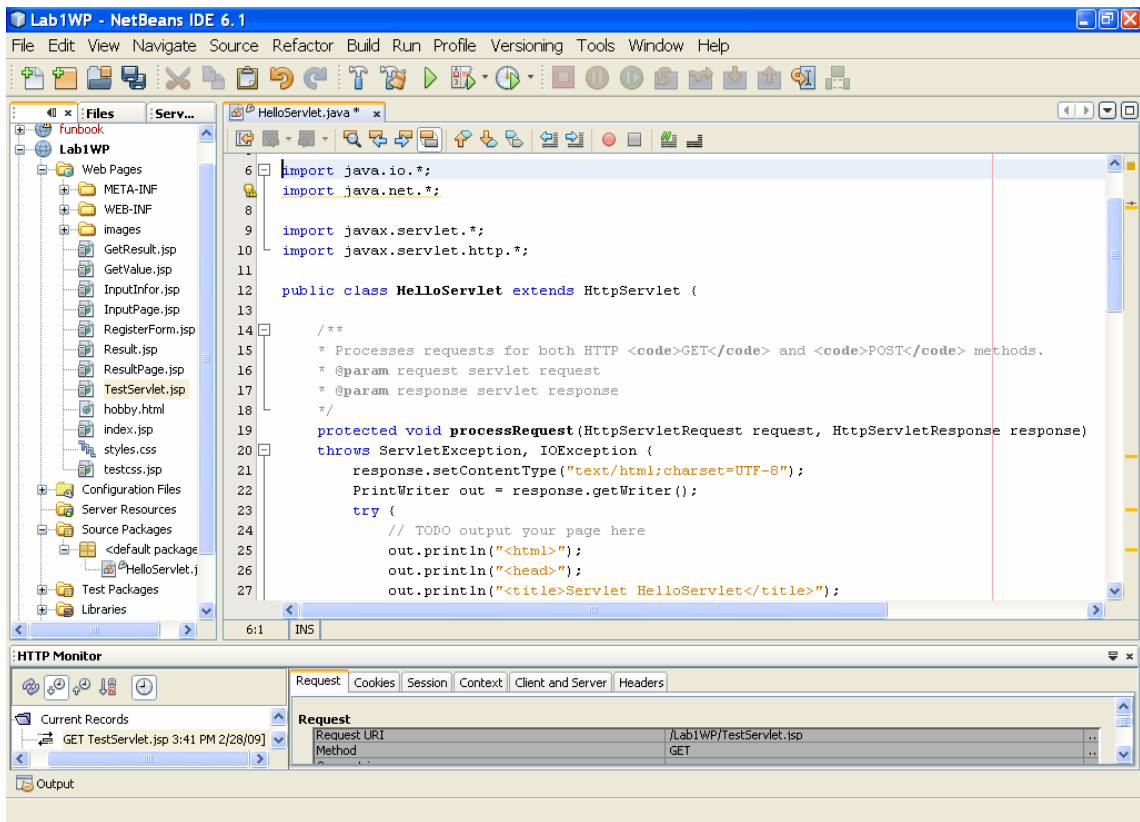 Lab1WP - NetBeans IDE 6.1
File Edit View Navigate Source Refactor Build Run Profile Versioning Tools Window Help
Files Serv...
funbook
Lab1WP
Web Pages
META-INF
WEB-INF
images
GetResult.jsp
GetValue.jsp
InputInfor.jsp
InputPage.jsp
RegisterForm.jsp
Result.jsp
ResultPage.jsp
TestServlet.jsp
hobby.html
index.jsp
styles.css
testcss.jsp
Configuration Files
Server Resources
Source Packages
<default package
HelloServlet.j
Test Packages
Libraries
HelloServlet.java *
6 import java.io.*;
import java.net.*;
8
9 import javax.servlet.*;
10 import javax.servlet.http.*;
11
12 public class HelloServlet extends HttpServlet {
13
14 /**
15 * Processes requests for both HTTP <code>GET</code> and <code>POST</code> methods.
16 * @param request servlet request
17 * @param response servlet response
18 */
19 protected void processRequest(HttpServletRequest request, HttpServletResponse response)
20 throws ServletException, IOException {
21 response.setContentType("text/html;charset=UTF-8");
22 PrintWriter out = response.getWriter();
23 try {
24 // TODO output your page here
25 out.println("<html>");
26 out.println("<head>");
27 out.println("<title>Servlet HelloServlet</title>");
6:1 INS
HTTP Monitor
Current Records
GET TestServlet.jsp 3:41 PM 2/28/09]
Request Cookies Session Context Client and Server Headers
Request
Request URI /Lab1WP/TestServlet.jsp ..
Method GET ..
Output